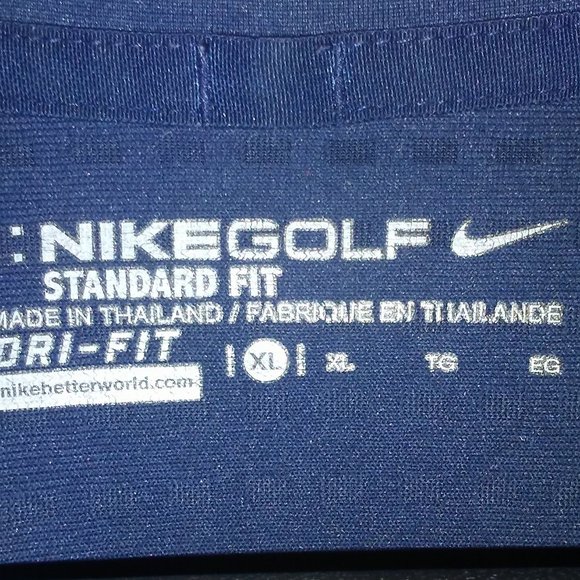 :NIKEGOLF
STANDARD FIT
MADE IN THAILAND / FABRIQUE EN THAILANDE
DRI-FIT
XL XL TG EG
nikebetterworld.com